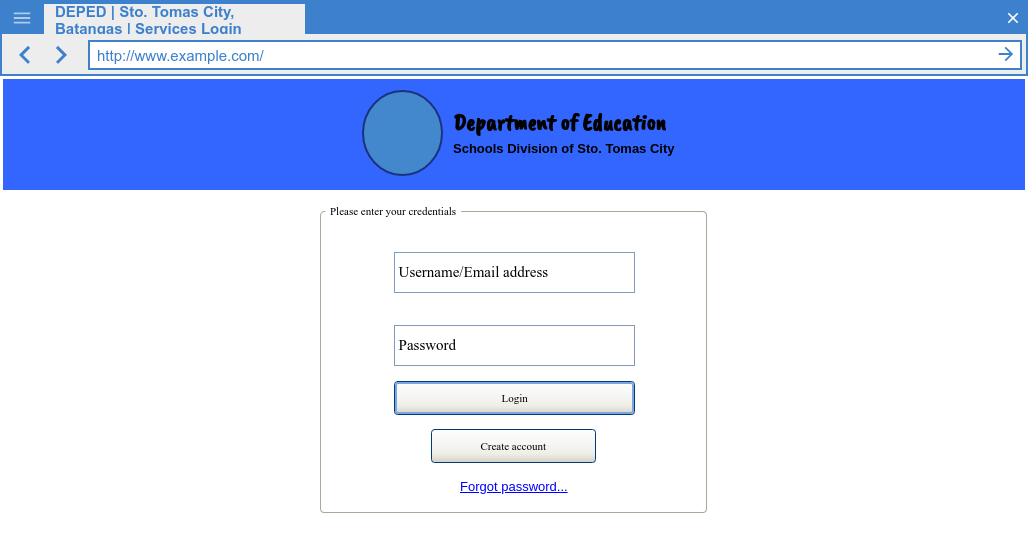 DEPED | Sto. Tomas City,
Batangas | Services Login
http://www.example.com/
Department of Education
Schools Division of Sto. Tomas City
Please enter your credentials
Username/Email address
Password
Login
Create account
Forgot password...